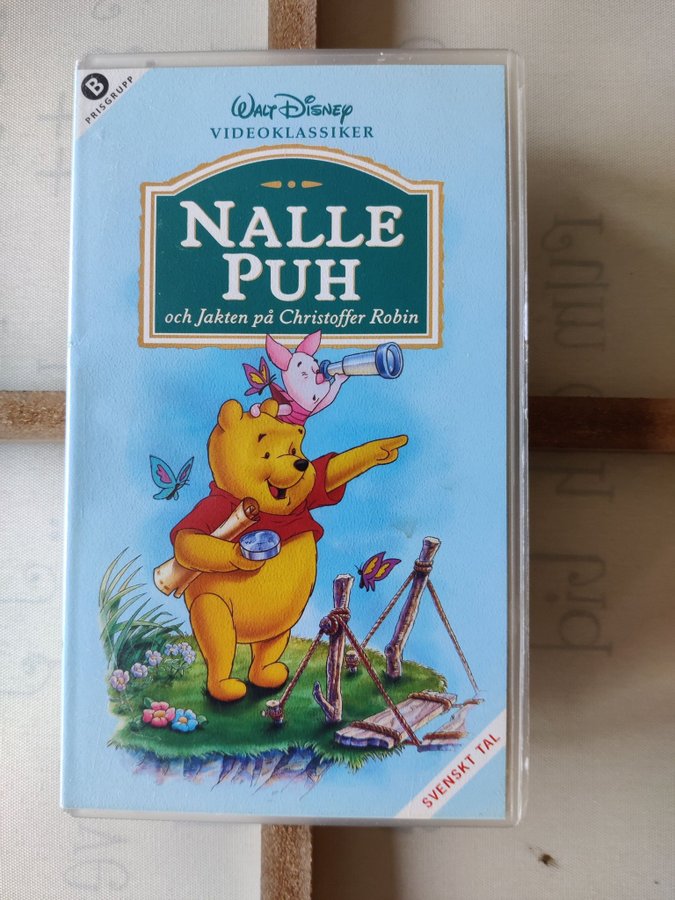 B
PRISGRUPP
WALT DISNEY
VIDEOKLASSIKER
NALLE
PUH
och Jakten på Christoffer Robin
SVENSKT TAL